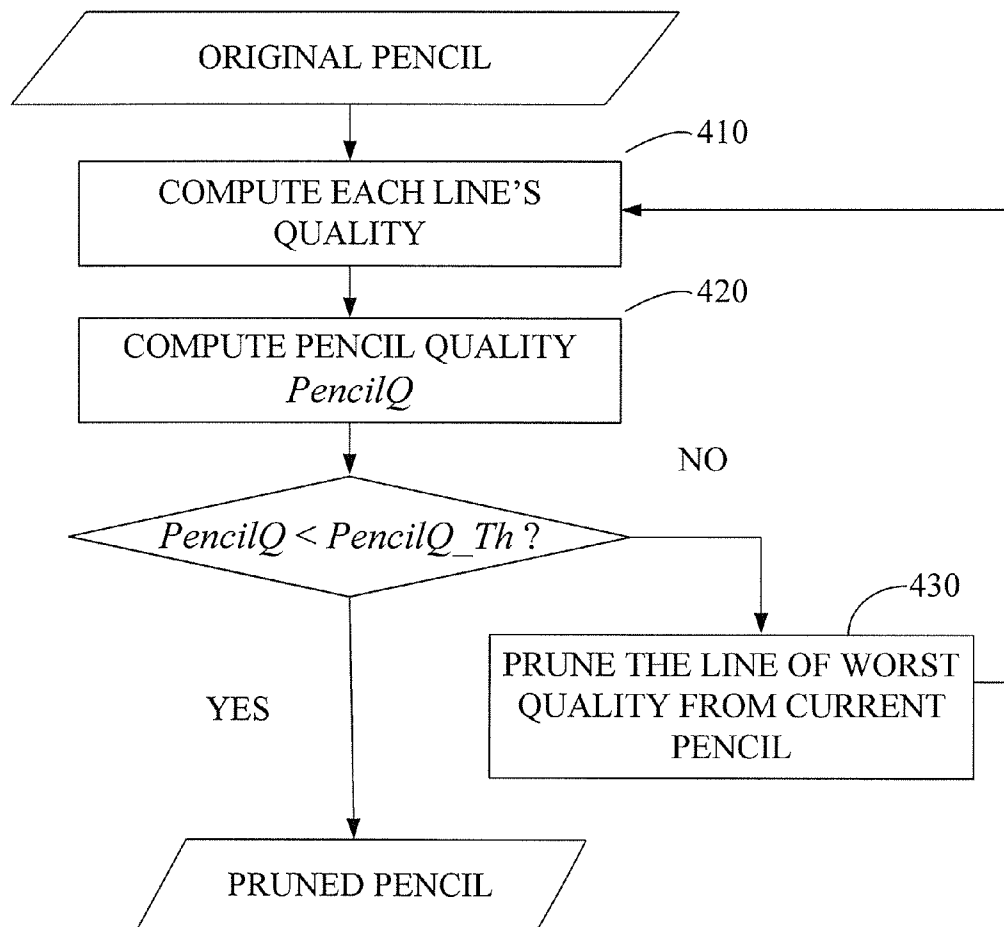 ORIGINAL PENCIL
410
COMPUTE EACH LINE'S
QUALITY
420
COMPUTE PENCIL QUALITY
PencilQ
NO
PencilQ < PencilQ_Th ?
430
PRUNE THE LINE OF WORST
QUALITY FROM CURRENT
PENCIL
YES
PRUNED PENCIL